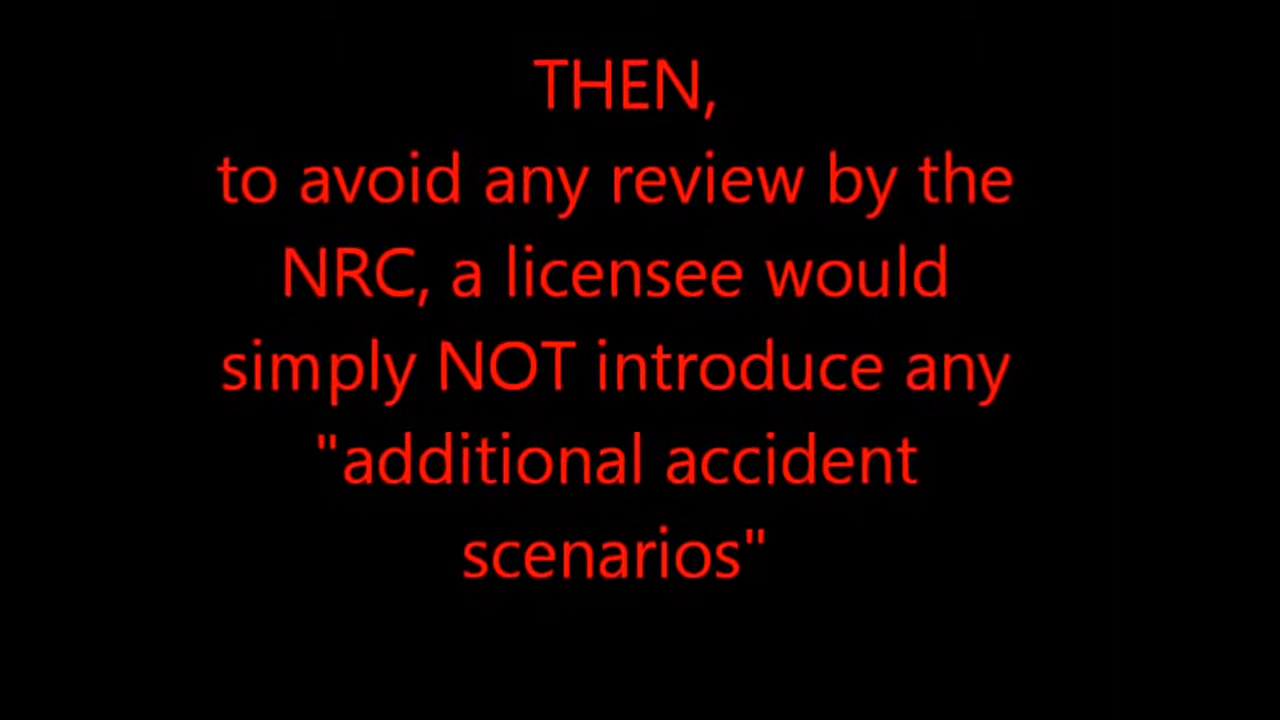 THEN,
to avoid any review by the
NRC, a licensee would
simply NOT introduce any
"additional accident
scenarios"